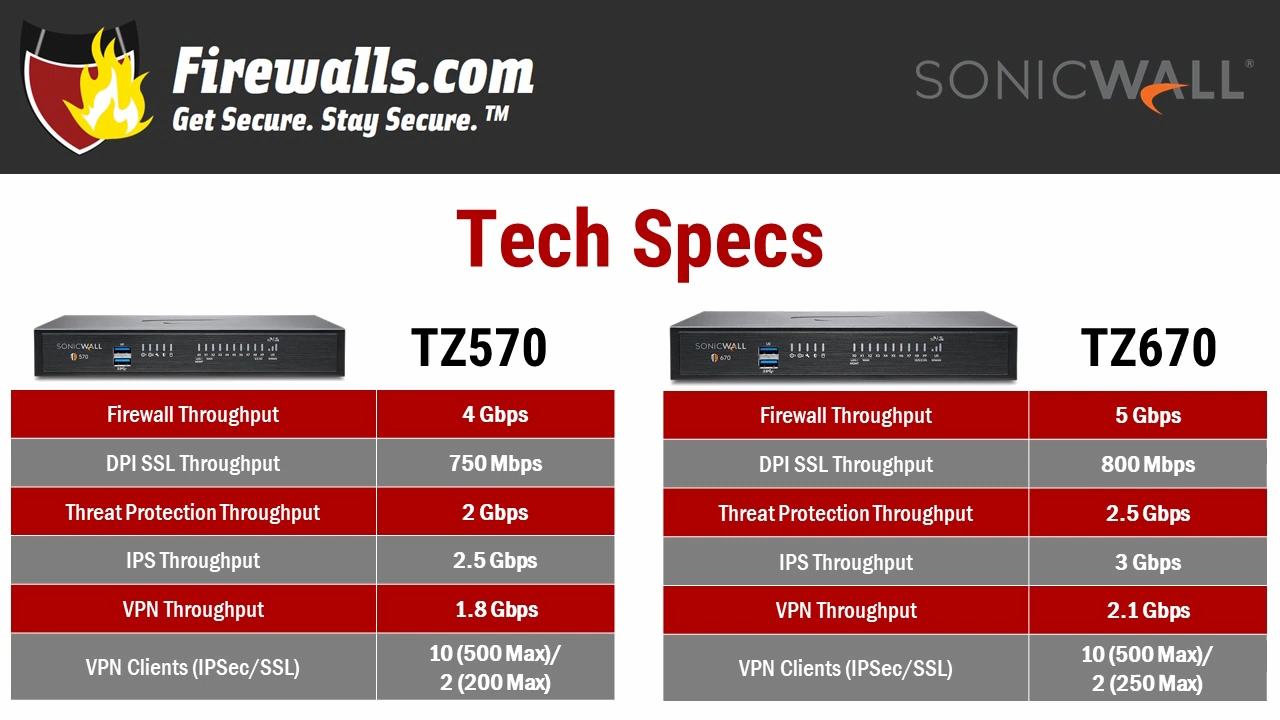 Firewalls.com
Get Secure. Stay Secure.™
SONICWALL®
Tech Specs
SONICWALL
570
TZ570
Firewall Throughput 4 Gbps
DPI SSL Throughput 750 Mbps
Threat Protection Throughput 2 Gbps
IPS Throughput 2.5 Gbps
VPN Throughput 1.8 Gbps
VPN Clients (IPSec/SSL) 10 (500 Max)/
2 (200 Max)
SONICWALL
670
TZ670
Firewall Throughput 5 Gbps
DPI SSL Throughput 800 Mbps
Threat Protection Throughput 2.5 Gbps
IPS Throughput 3 Gbps
VPN Throughput 2.1 Gbps
VPN Clients (IPSec/SSL) 10 (500 Max)/
2 (250 Max)